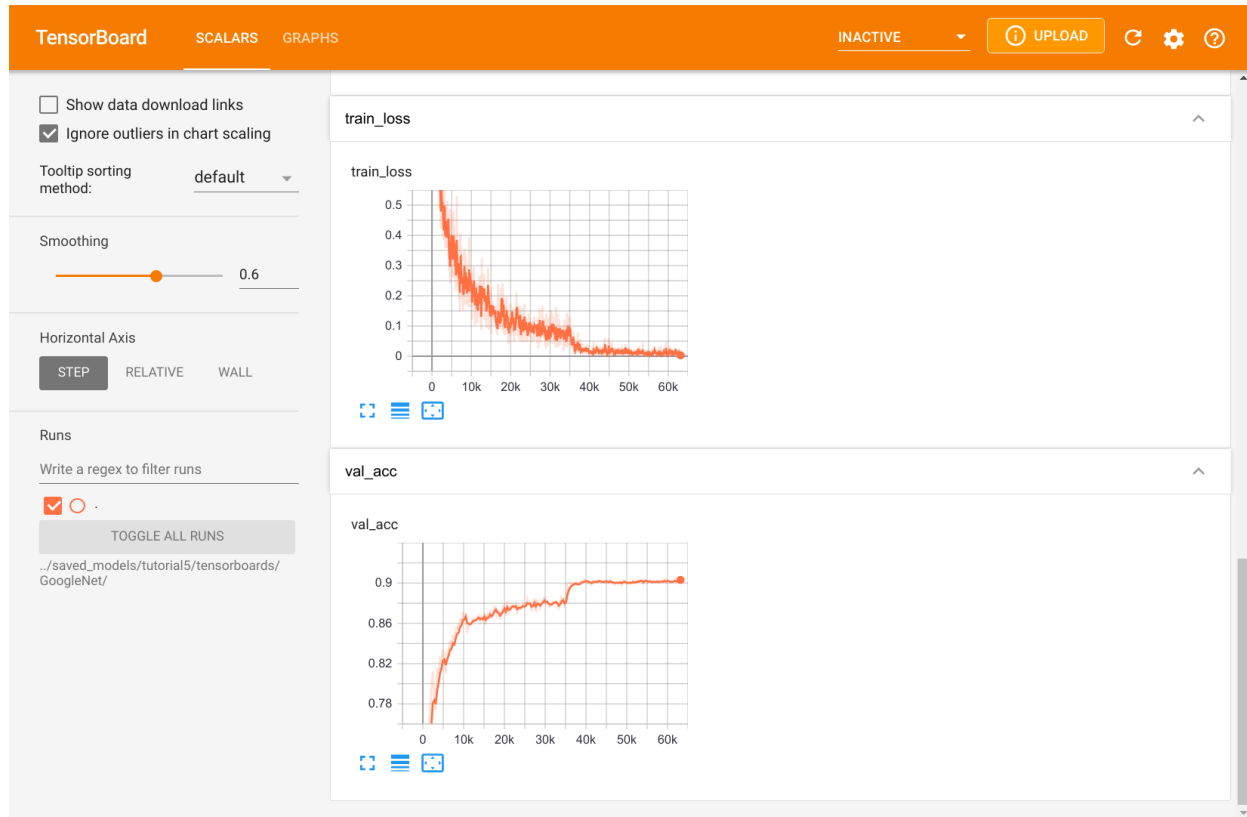 TensorBoard SCALARS GRAPHS INACTIVE UPLOAD
Show data download links
Ignore outliers in chart scaling
Tooltip sorting
method:
default
Smoothing
0.6
Horizontal Axis
STEP RELATIVE WALL
Runs
Write a regex to filter runs
.
TOGGLE ALL RUNS
../saved_models/tutorial5/tensorboards/
GoogleNet/
train_loss
train_loss
0.5
0.4
0.3
0.2
0.1
0
0 10k 20k 30k 40k 50k 60k
val_acc
val_acc
0.9
0.86
0.82
0.78
0 10k 20k 30k 40k 50k 60k